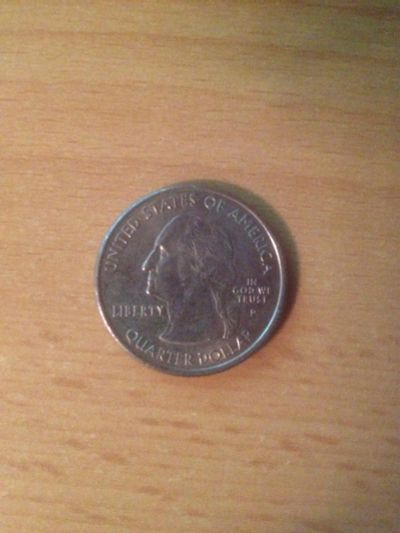 UNITED STATES OF AMERICA
IN
GOD WE
TRUST
LIBERTY
P
QUARTER DOLLAR